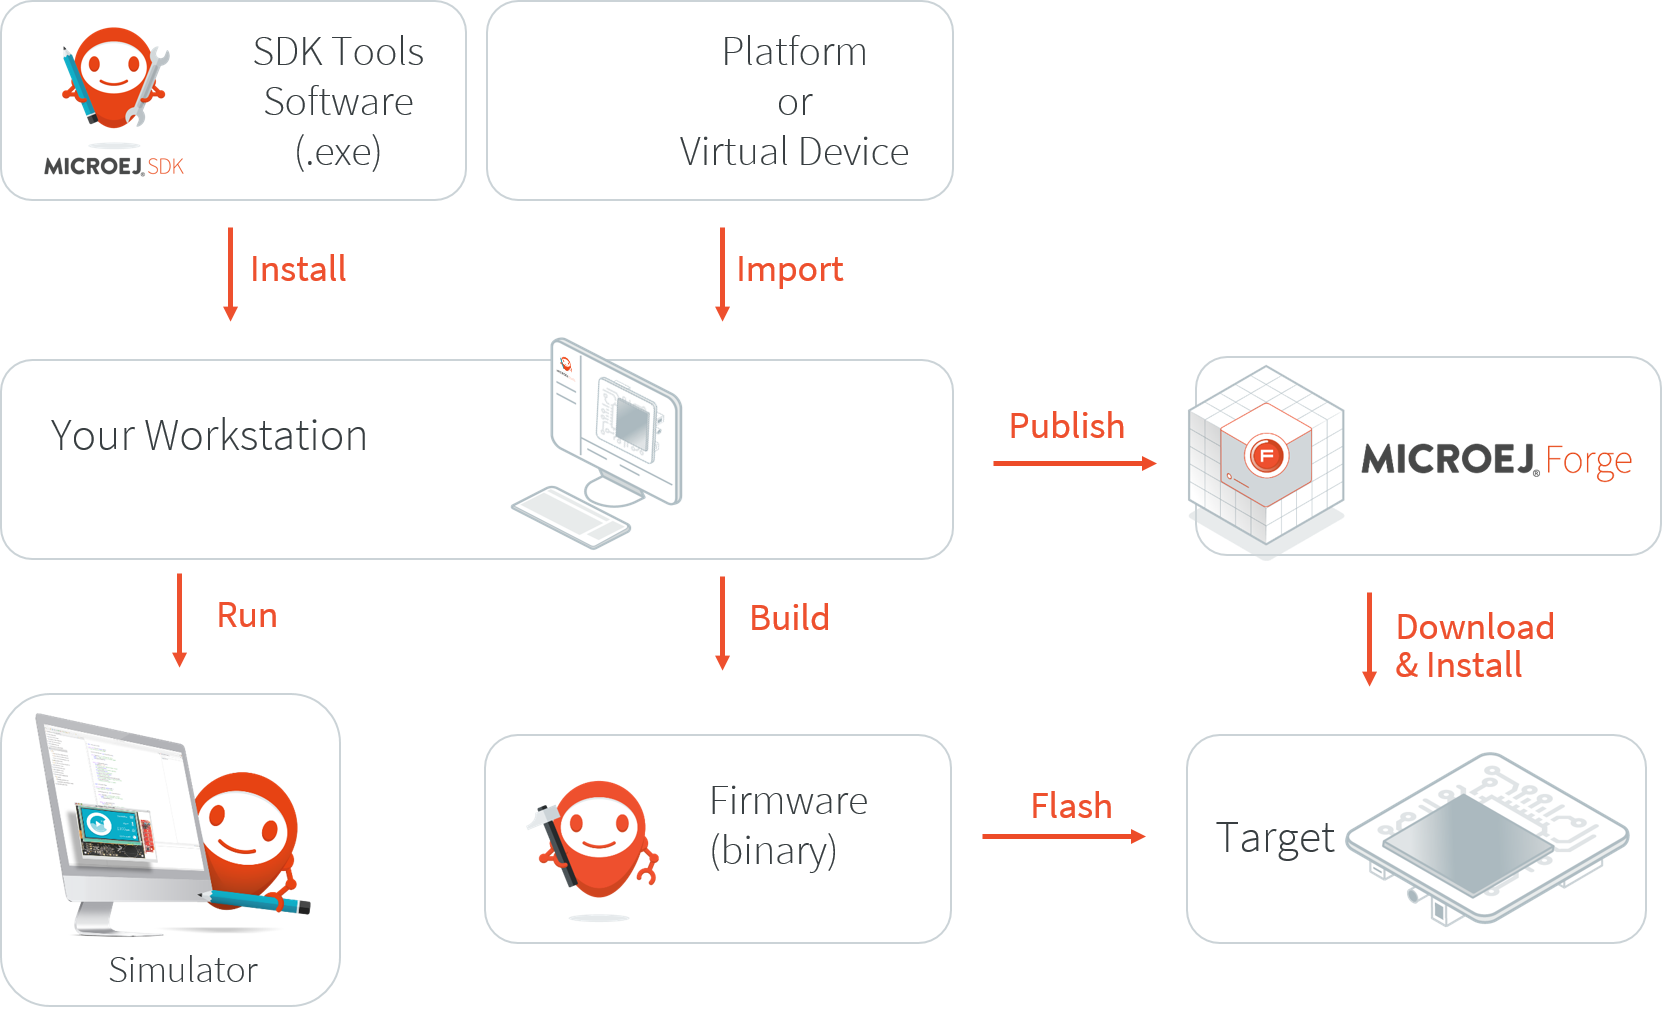 SDK Tools
Software
(.exe)
MICROEJ® SDK
Platform
or
Virtual Device
Install
Import
Your Workstation
Publish
MICROEJ® Forge
F
Run
Build
Download
& Install
Simulator
Firmware
(binary)
Flash
Target